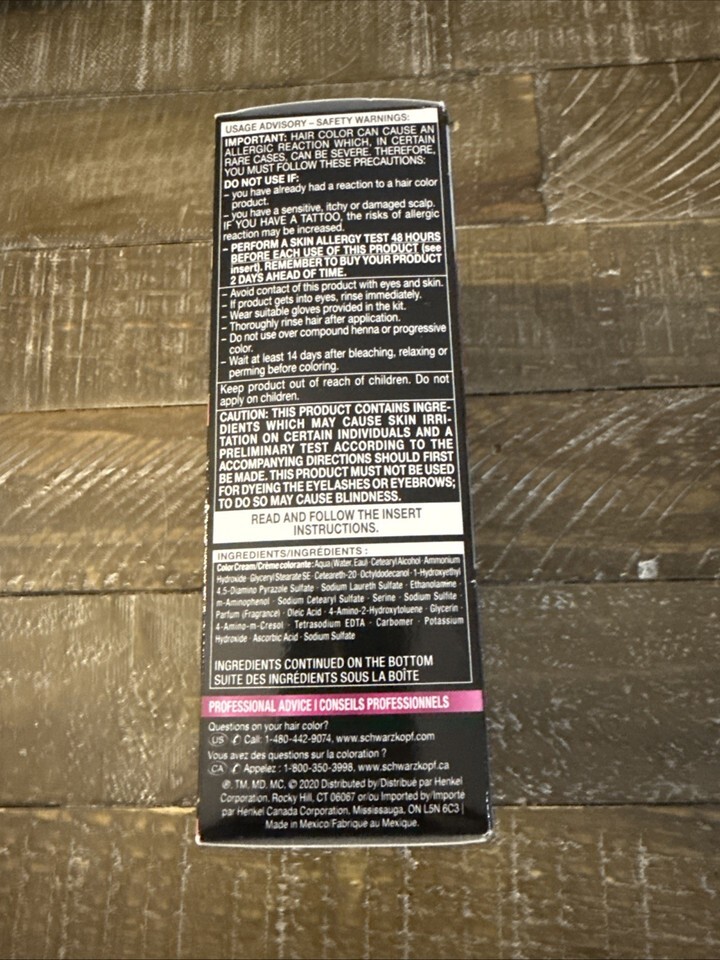 USAGE ADVISORY – SAFETY WARNINGS:
IMPORTANT: HAIR COLOR CAN CAUSE AN
ALLERGIC REACTION WHICH, IN CERTAIN
RARE CASES, CAN BE SEVERE. THEREFORE,
YOU MUST FOLLOW THESE PRECAUTIONS:
DO NOT USE IF:
– you have already had a reaction to a hair color
product.
– you have a sensitive, itchy or damaged scalp.
IF YOU HAVE A TATTOO, the risks of allergic
reaction may be increased.
– PERFORM A SKIN ALLERGY TEST 48 HOURS
BEFORE EACH USE OF THIS PRODUCT (see
insert). REMEMBER TO BUY YOUR PRODUCT
2 DAYS AHEAD OF TIME.
– Avoid contact of this product with eyes and skin.
– If product gets into eyes, rinse immediately.
– Wear suitable gloves provided in the kit.
– Thoroughly rinse hair after application.
– Do not use over compound henna or progressive
color.
– Wait at least 14 days after bleaching, relaxing or
perming before coloring.
Keep product out of reach of children. Do not
apply on children.
CAUTION: THIS PRODUCT CONTAINS INGRE-
DIENTS WHICH MAY CAUSE SKIN IRRI-
TATION ON CERTAIN INDIVIDUALS AND A
PRELIMINARY TEST ACCORDING TO THE
ACCOMPANYING DIRECTIONS SHOULD FIRST
BE MADE. THIS PRODUCT MUST NOT BE USED
FOR DYEING THE EYELASHES OR EYEBROWS;
TO DO SO MAY CAUSE BLINDNESS.
READ AND FOLLOW THE INSERT
INSTRUCTIONS.
INGREDIENTS/INGRÉDIENTS :
Color Cream/Crème colorante: Aqua (Water, Eau) · Cetearyl Alcohol · Ammonium
Hydroxide · Glyceryl Stearate SE · Ceteareth-20 · Octyldodecanol · 1-Hydroxyethyl
4,5-Diamino Pyrazole Sulfate · Sodium Laureth Sulfate · Ethanolamine ·
m-Aminophenol · Sodium Cetearyl Sulfate · Serine · Sodium Sulfite ·
Parfum (Fragrance) · Oleic Acid · 4-Amino-2-Hydroxytoluene · Glycerin ·
4-Amino-m-Cresol · Tetrasodium EDTA · Carbomer · Potassium
Hydroxide · Ascorbic Acid · Sodium Sulfate
INGREDIENTS CONTINUED ON THE BOTTOM
SUITE DES INGRÉDIENTS SOUS LA BOÎTE
PROFESSIONAL ADVICE | CONSEILS PROFESSIONNELS
Questions on your hair color?
US Call: 1-480-442-9074, www.schwarzkopf.com
Vous avez des questions sur la coloration ?
CA Appelez : 1-800-350-3998, www.schwarzkopf.ca
®, TM, MD, MC, © 2020 Distributed by/Distribué par Henkel
Corporation, Rocky Hill, CT 06067 or/ou Imported by/Importé
par Henkel Canada Corporation, Mississauga, ON L5N 6C3 |
Made in Mexico/Fabriqué au Mexique.